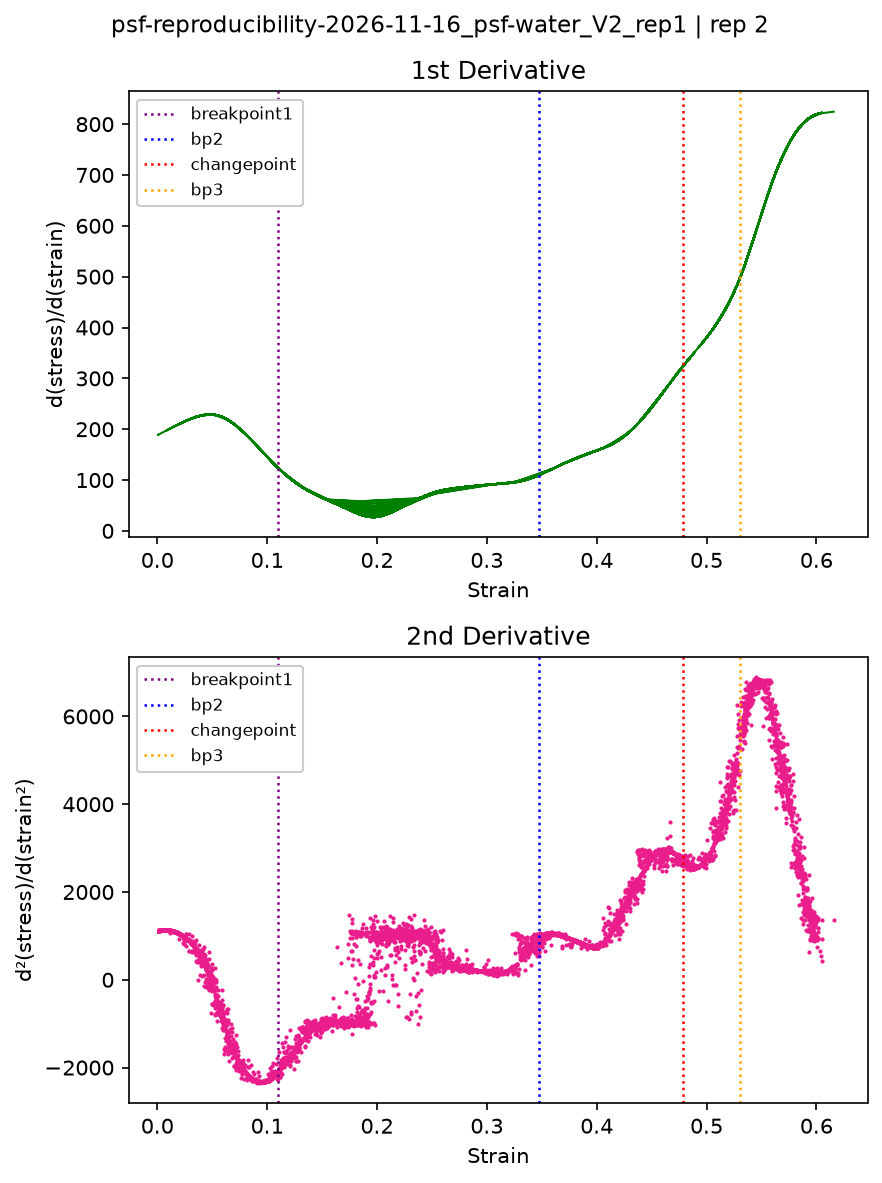 psf-reproducibility-2026-11-16_psf-water_V2_rep1 | rep 2
1st Derivative
breakpoint1
bp2
changepoint
bp3
d(stress)/d(strain)
800
700
600
500
400
300
200
100
0
0.0 0.1 0.2 0.3 0.4 0.5 0.6
Strain
2nd Derivative
breakpoint1
bp2
changepoint
bp3
d²(stress)/d(strain²)
6000
4000
2000
0
−2000
0.0 0.1 0.2 0.3 0.4 0.5 0.6
Strain